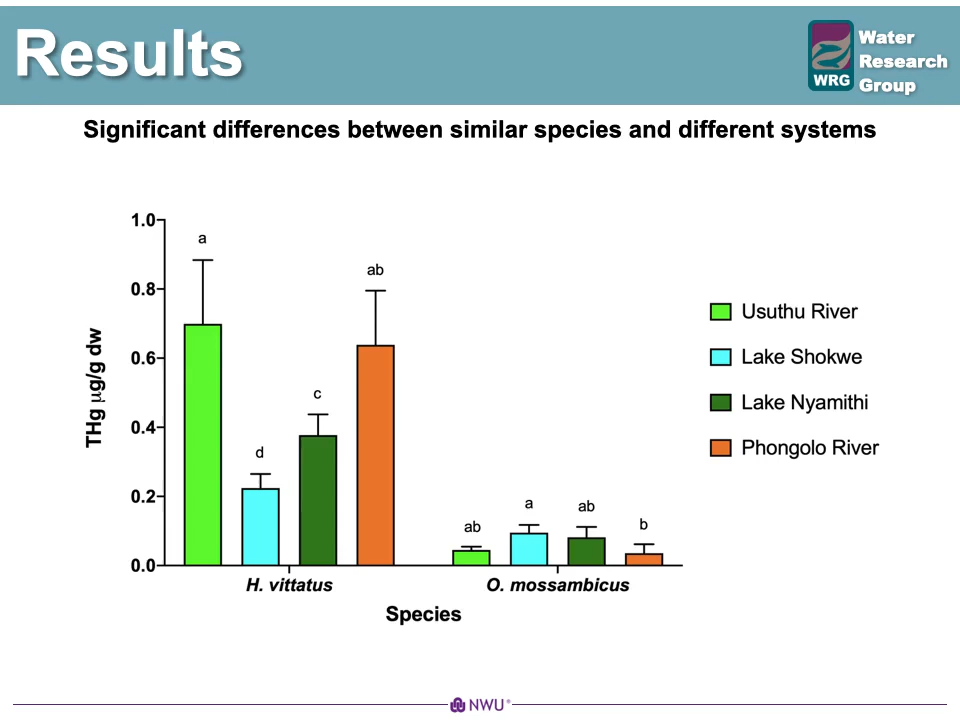 Results
Water
Research
Group
WRG
Significant differences between similar species and different systems
1.0
0.8
0.6
0.4
0.2
0.0
THg µg/g dw
a
d
c
ab
ab
a
ab
b
H. vittatus
O. mossambicus
Species
Usuthu River
Lake Shokwe
Lake Nyamithi
Phongolo River
NWU®